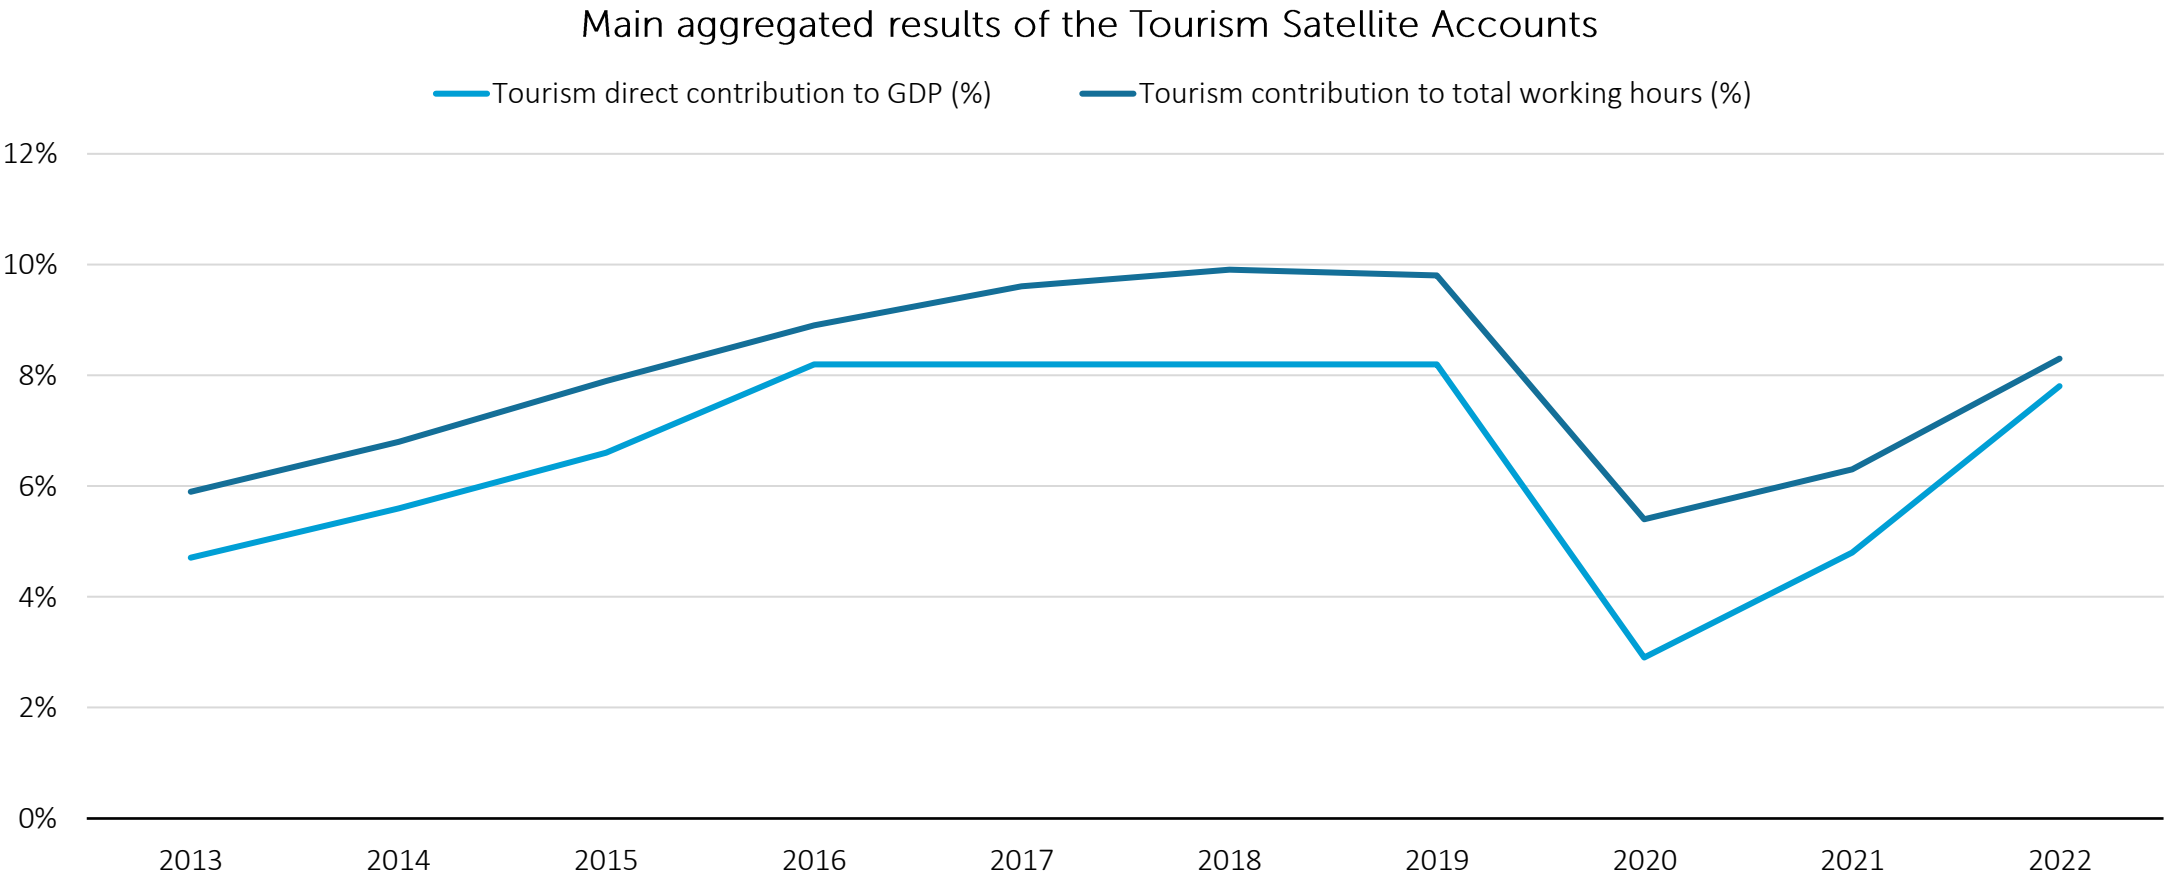 Main aggregated results of the Tourism Satellite Accounts
Tourism direct contribution to GDP (%) Tourism contribution to total working hours (%)
12%
10%
8%
6%
4%
2%
0%
2013 2014 2015 2016 2017 2018 2019 2020 2021 2022